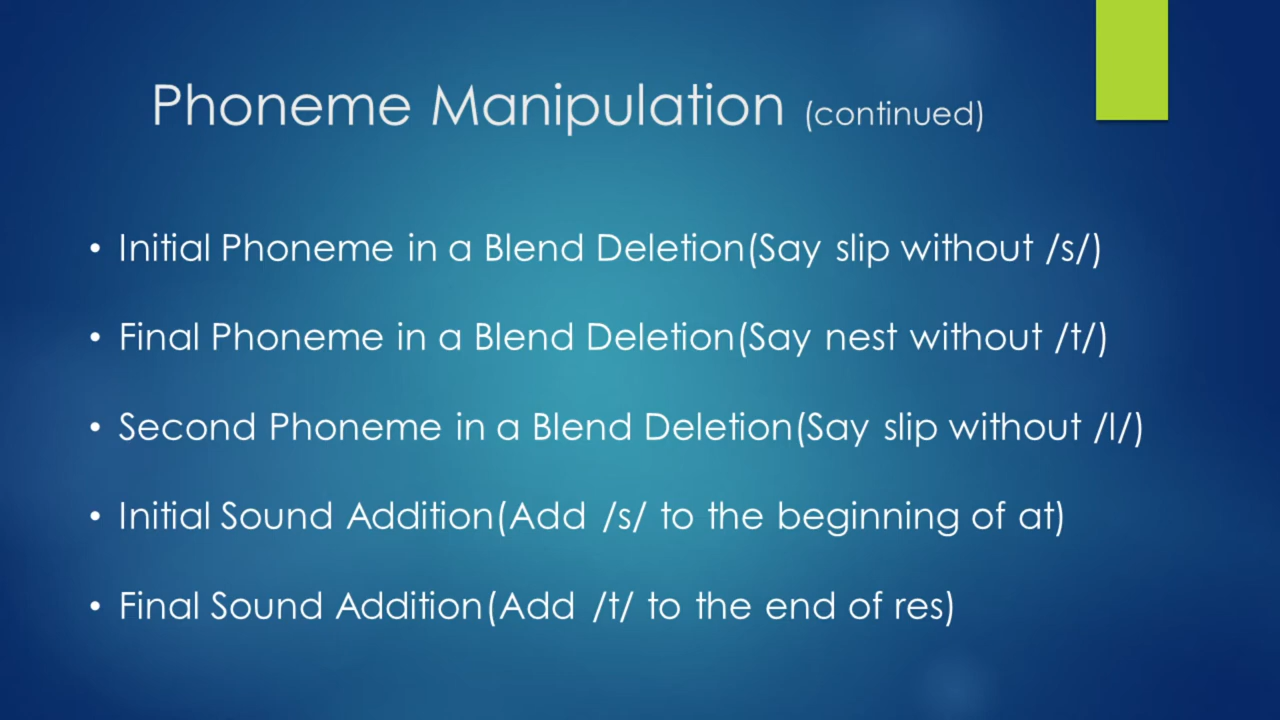 Phoneme Manipulation (continued)
• Initial Phoneme in a Blend Deletion(Say slip without /s/)
• Final Phoneme in a Blend Deletion(Say nest without /t/)
• Second Phoneme in a Blend Deletion(Say slip without /l/)
• Initial Sound Addition(Add /s/ to the beginning of at)
• Final Sound Addition(Add /t/ to the end of res)